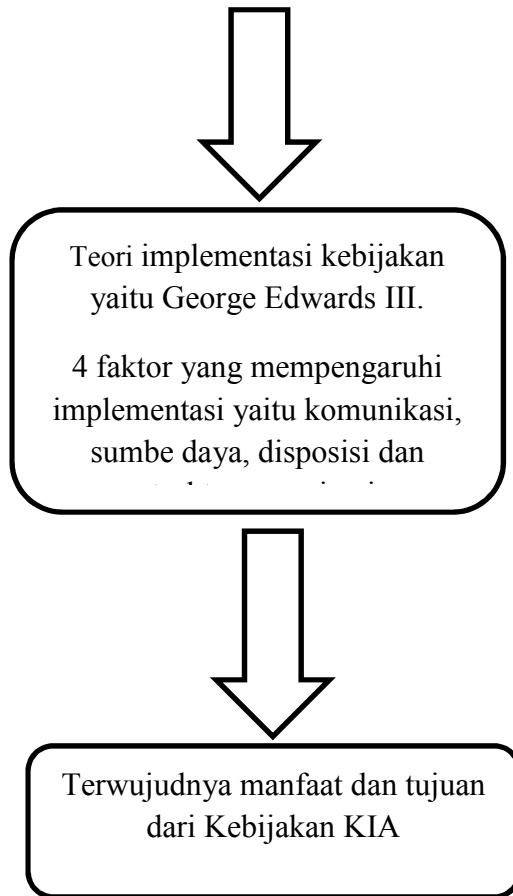 Teori implementasi kebijakan
yaitu George Edwards III.
4 faktor yang mempengaruhi
implementasi yaitu komunikasi,
sumbe daya, disposisi dan
Terwujudnya manfaat dan tujuan
dari Kebijakan KIA